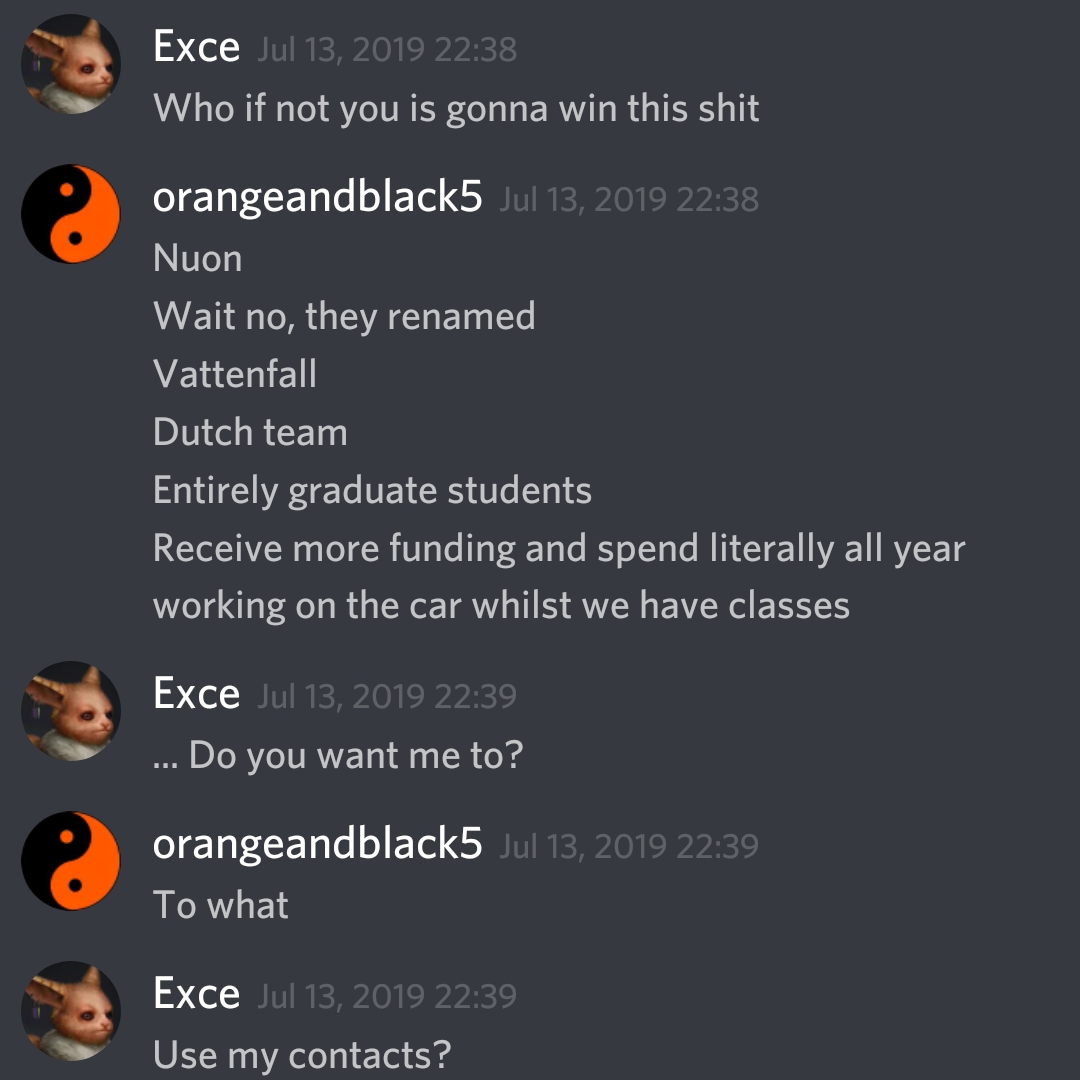 Exce Jul 13, 2019 22:38
Who if not you is gonna win this shit
orangeandblack5 Jul 13, 2019 22:38
Nuon
Wait no, they renamed
Vattenfall
Dutch team
Entirely graduate students
Receive more funding and spend literally all year
working on the car whilst we have classes
Exce Jul 13, 2019 22:39
... Do you want me to?
orangeandblack5 Jul 13, 2019 22:39
To what
Exce Jul 13, 2019 22:39
Use my contacts?